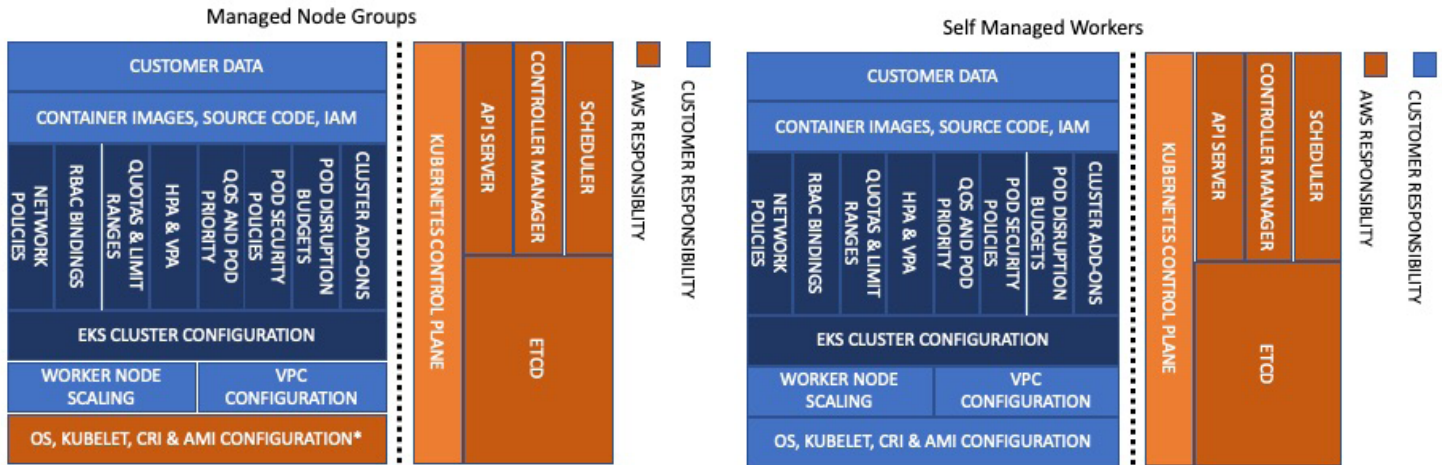 Managed Node Groups
CUSTOMER DATA
CONTAINER IMAGES, SOURCE CODE, IAM
NETWORK
POLICIES
RBAC BINDINGS
QUOTAS & LIMIT
RANGES
HPA & VPA
QOS AND POD
PRIORITY
POD SECURITY
POLICIES
POD DISRUPTION
BUDGETS
CLUSTER ADD-ONS
EKS CLUSTER CONFIGURATION
WORKER NODE
SCALING
VPC
CONFIGURATION
OS, KUBELET, CRI & AMI CONFIGURATION*
KUBERNETES CONTROL PLANE
API SERVER
CONTROLLER MANAGER
SCHEDULER
ETCD
AWS RESPONSIBLITY
CUSTOMER RESPONSIBILITY
Self Managed Workers
CUSTOMER DATA
CONTAINER IMAGES, SOURCE CODE, IAM
NETWORK
POLICIES
RBAC BINDINGS
QUOTAS & LIMIT
RANGES
HPA & VPA
QOS AND POD
PRIORITY
POD SECURITY
POLICIES
POD DISRUPTION
BUDGETS
CLUSTER ADD-ONS
EKS CLUSTER CONFIGURATION
WORKER NODE
SCALING
VPC
CONFIGURATION
OS, KUBELET, CRI & AMI CONFIGURATION
KUBERNETES CONTROL PLANE
API SERVER
CONTROLLER MANAGER
SCHEDULER
ETCD
AWS RESPONSIBLITY
CUSTOMER RESPONSIBILITY